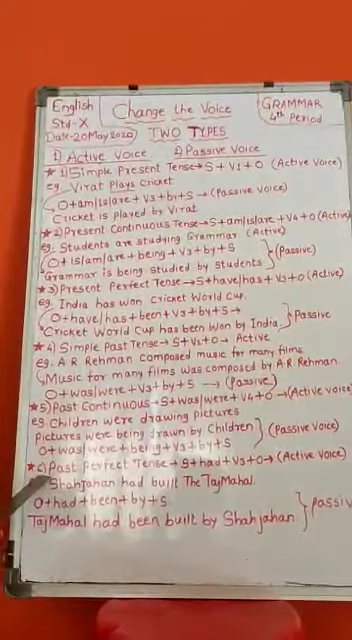 English
Std-X
Date-20 May 2020
Change the Voice
GRAMMAR
4th Period
TWO TYPES
1) Active Voice 2) Passive Voice
★ 1) Simple Present Tense→ S+V1+O (Active Voice)
eg. Virat Plays Cricket
O+am/is/are+V3+by+S → (Passive Voice)
Cricket is played by Virat
★2) Present Continuous Tense→S+am/is/are+V4+O (Active)
eg. Students are studying Grammar (Active)
O+is/am/are+being+V3+by+S
Grammar is being studied by students } (Passive)
★3) Present Perfect Tense→S+have/has+V3+O (Active)
eg. India has won Cricket World Cup.
O+have/has+been+V3+by+S→
Cricket World Cup has been won by India } Passive
★4) Simple Past Tense→S+V2+O→ Active
eg. A R Rehman composed music for many films
Music for many films was composed by A.R. Rehman.
O+was/were+V3+by+S → (Passive)
★5) Past Continuous→S+was/were+V4+O→(Active voice)
eg. Children were drawing pictures
Pictures were being drawn by Children
O+was/were+being+V3+by+S } (Passive Voice)
★6) Past Perfect Tense→S+had+V3+O→(Active Voice)
Shahjahan had built The TajMahal.
O+had+been+by+S
TajMahal had been built by Shahjahan. } Passiv